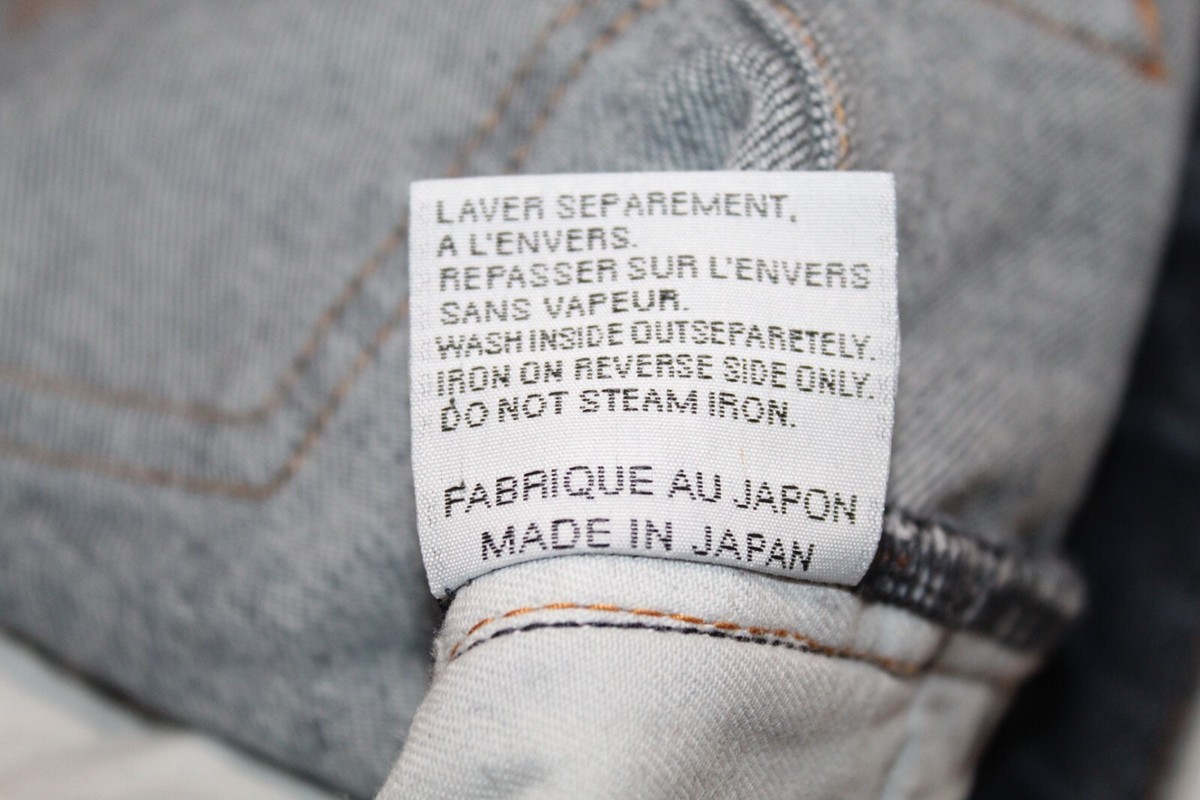 LAVER SEPAREMENT,
A L'ENVERS.
REPASSER SUR L'ENVERS
SANS VAPEUR.
WASH INSIDE OUTSEPARETELY.
IRON ON REVERSE SIDE ONLY.
DO NOT STEAM IRON.
FABRIQUE AU JAPON
MADE IN JAPAN